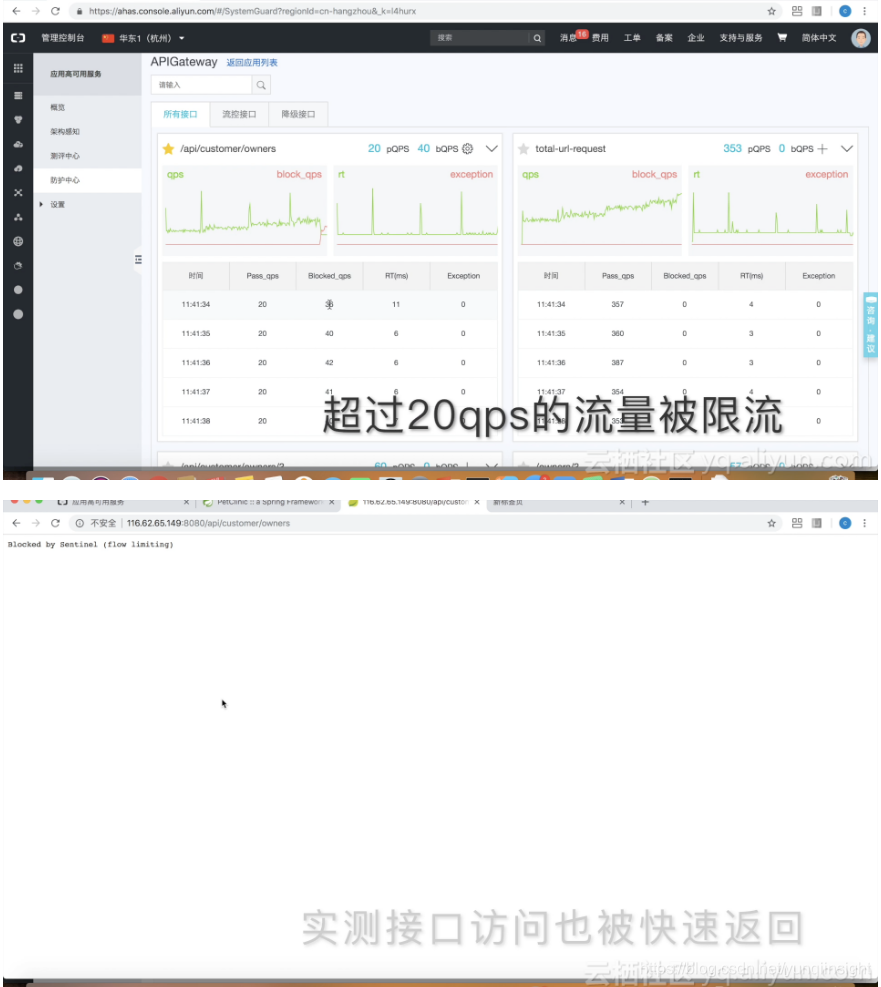 https://ahas.console.aliyun.com/#/SystemGuard?regionId=cn-hangzhou&_k=l4hurx
管理控制台 华东1（杭州） 搜索 消息 16 费用 工单 备案 企业 支持与服务 简体中文
应用高可用服务
概览
架构感知
测评中心
防护中心
设置
APIGateway 返回应用列表
请输入
所有接口 流控接口 降级接口
/api/customer/owners 20 pQPS 40 bQPS
qps block_qps rt exception
时间 Pass_qps Blocked_qps RT(ms) Exception
11:41:34 20 11 0
11:41:35 20 40 6 0
11:41:36 20 42 6 0
11:41:37 20 41 6 0
11:41:38 20
total-url-request 353 pQPS 0 bQPS
qps block_qps rt exception
时间 Pass_qps Blocked_qps RT(ms) Exception
11:41:34 357 0 4 0
11:41:35 360 0 3 0
11:41:36 387 0 3 0
11:41:37 354 0 4 0
0
咨询·建议
超过20qps的流量被限流
云栖社区 yq.aliyun.com
应用高可用服务 PetClinic :: a Spring Framework 116.62.65.149:8080/api/custo 新标签页
不安全 116.62.65.149:8080/api/customer/owners
Blocked by Sentinel (flow limiting)
实测接口访问也被快速返回
云栖社区
https://blog.csdn.net/yunqiinsight